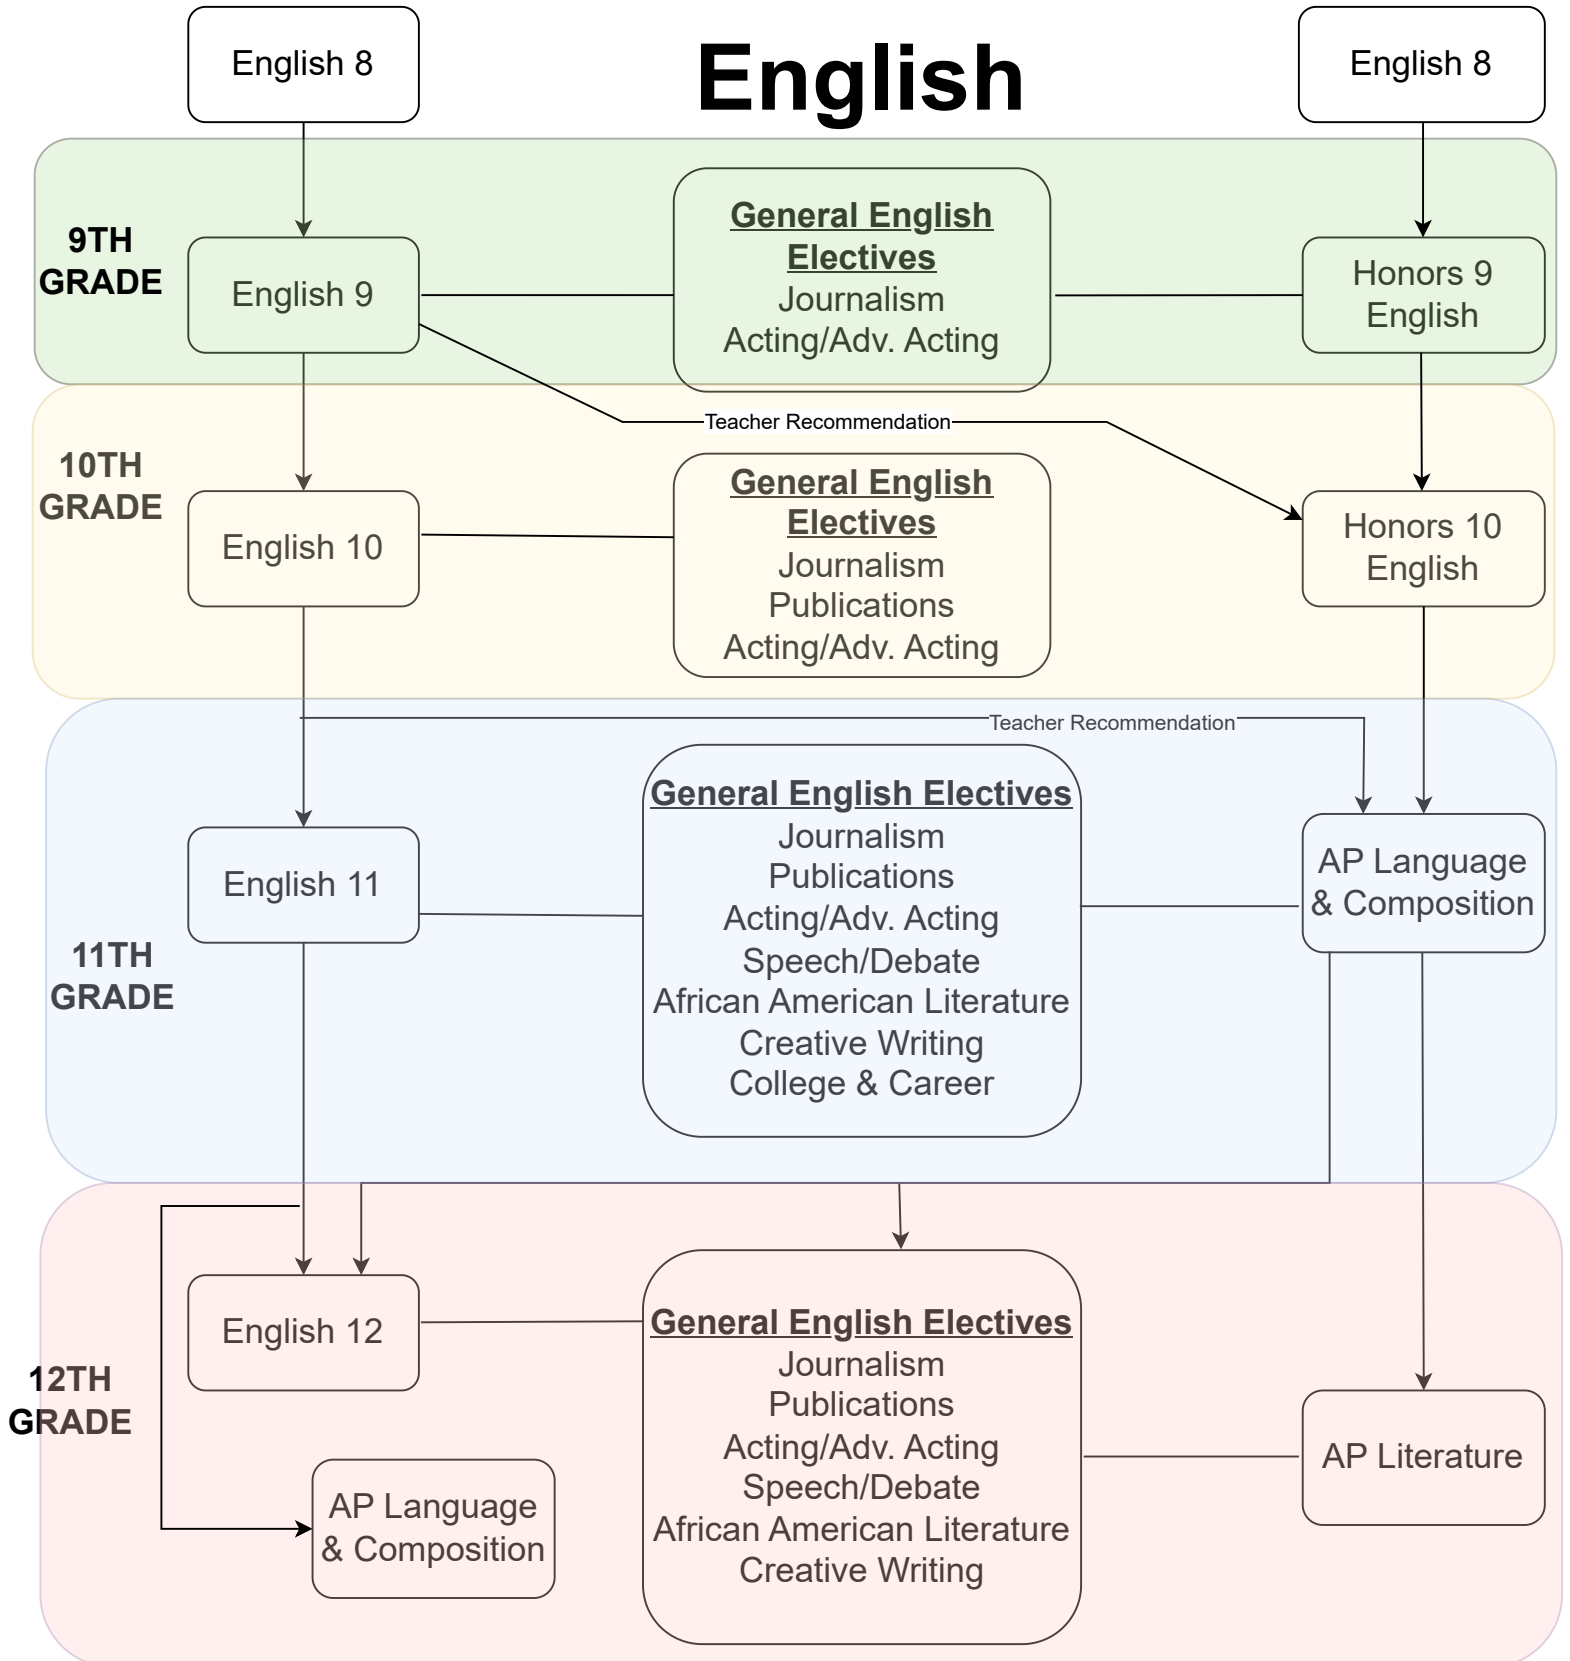 English 8
English
English 8
9TH
GRADE
English 9
General English
Electives
Journalism
Acting/Adv. Acting
Honors 9
English
Teacher Recommendation
10TH
GRADE
English 10
General English
Electives
Journalism
Publications
Acting/Adv. Acting
Honors 10
English
Teacher Recommendation
11TH
GRADE
English 11
General English Electives
Journalism
Publications
Acting/Adv. Acting
Speech/Debate
African American Literature
Creative Writing
College & Career
AP Language
& Composition
12TH
GRADE
English 12
AP Language
& Composition
General English Electives
Journalism
Publications
Acting/Adv. Acting
Speech/Debate
African American Literature
Creative Writing
AP Literature